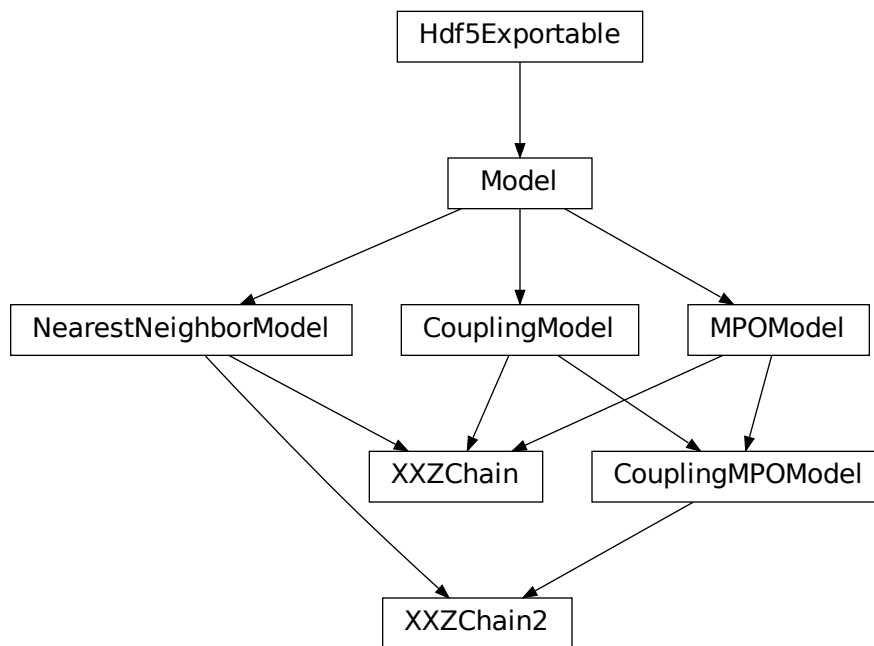 Hdf5Exportable
Model
NearestNeighborModel
CouplingModel
MPOModel
XXZChain
CouplingMPOModel
XXZChain2